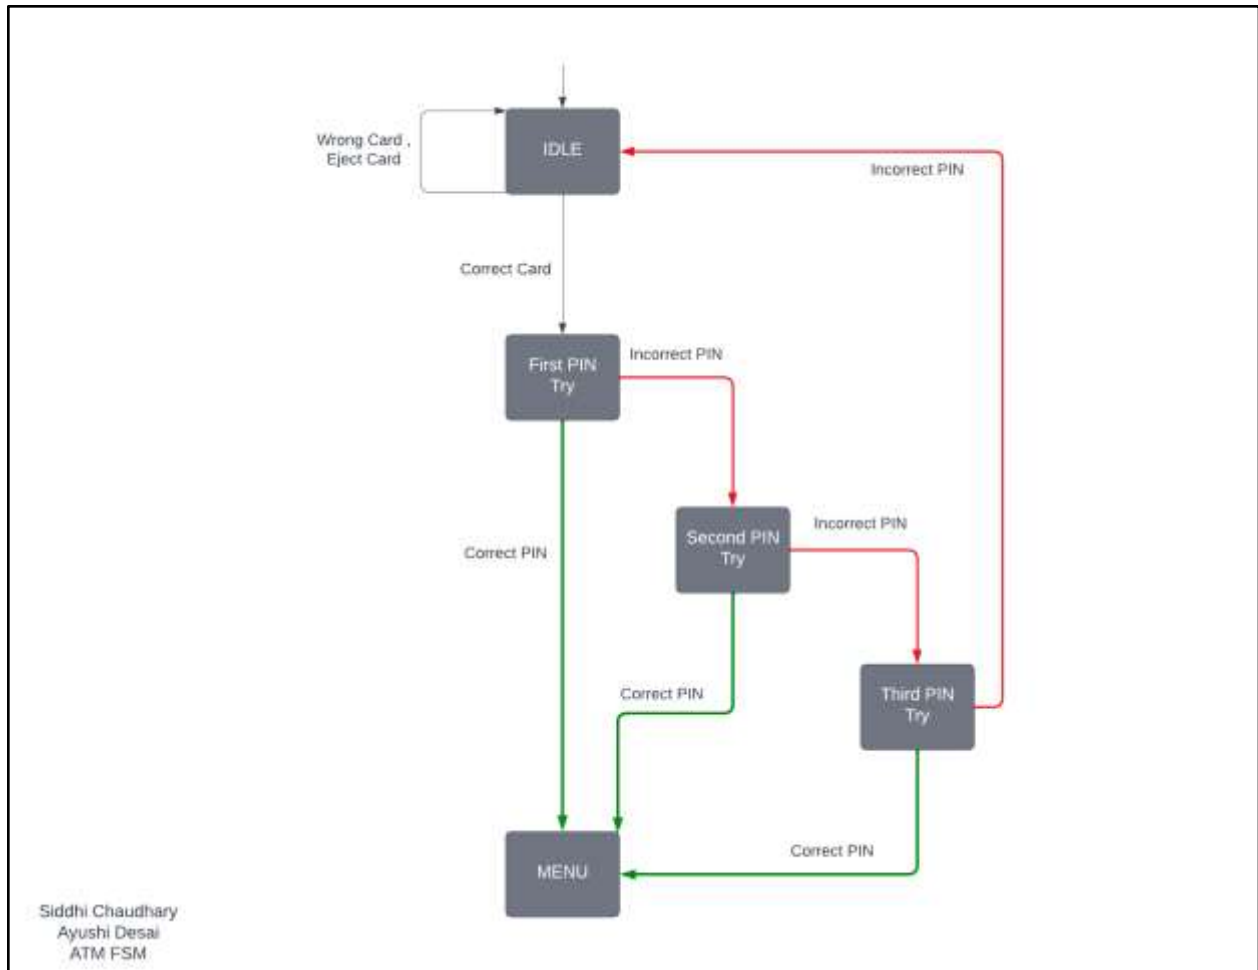 Wrong Card ,
Eject Card
IDLE
Incorrect PIN
Correct Card
First PIN
Try
Incorrect PIN
Second PIN
Try
Incorrect PIN
Correct PIN
Third PIN
Try
Correct PIN
Correct PIN
MENU
Siddhi Chaudhary
Ayushi Desai
ATM FSM